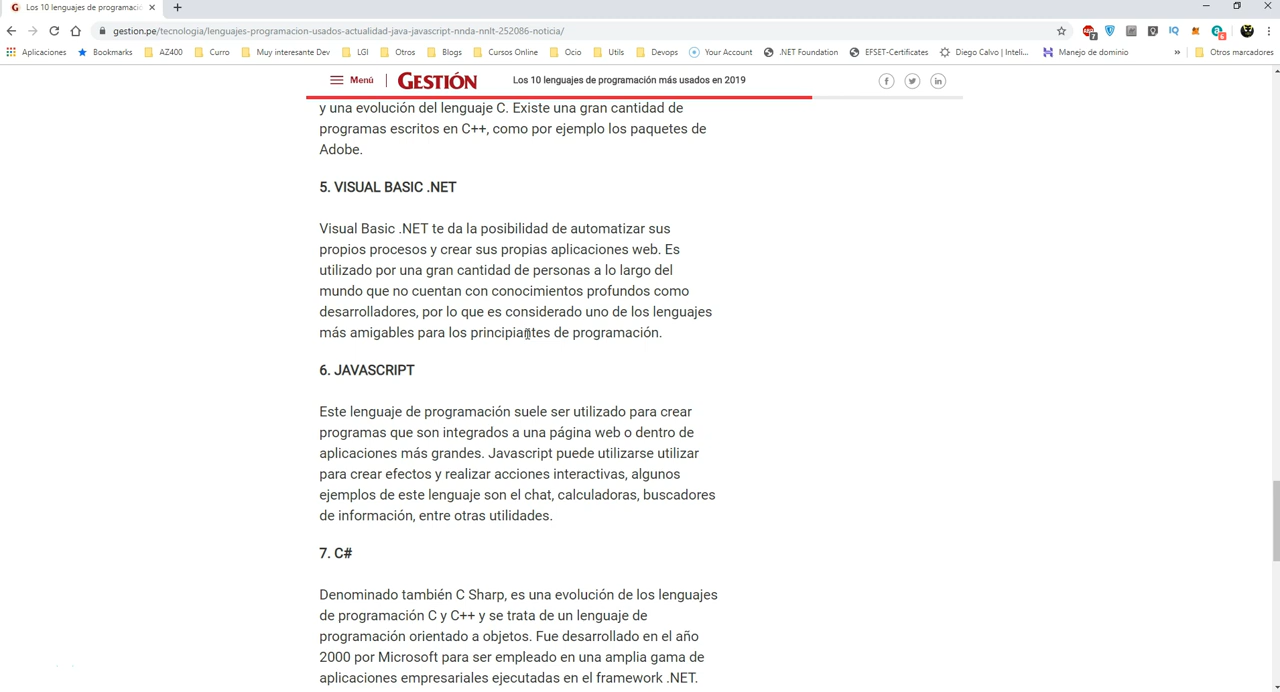 Los 10 lenguajes de programació
gestion.pe/tecnologia/lenguajes-programacion-usados-actualidad-java-javascript-nnda-nnlt-252086-noticia/
Aplicaciones Bookmarks AZ400 Curro Muy interesante Dev LGI Otros Blogs Cursos Online Ocio Utils Devops Your Account .NET Foundation EFSET-Certificates Diego Calvo | Inteli... Manejo de dominio » Otros marcadores
Menú GESTIÓN Los 10 lenguajes de programación más usados en 2019
y una evolución del lenguaje C. Existe una gran cantidad de
programas escritos en C++, como por ejemplo los paquetes de
Adobe.
5. VISUAL BASIC .NET
Visual Basic .NET te da la posibilidad de automatizar sus
propios procesos y crear sus propias aplicaciones web. Es
utilizado por una gran cantidad de personas a lo largo del
mundo que no cuentan con conocimientos profundos como
desarrolladores, por lo que es considerado uno de los lenguajes
más amigables para los principiantes de programación.
6. JAVASCRIPT
Este lenguaje de programación suele ser utilizado para crear
programas que son integrados a una página web o dentro de
aplicaciones más grandes. Javascript puede utilizarse utilizar
para crear efectos y realizar acciones interactivas, algunos
ejemplos de este lenguaje son el chat, calculadoras, buscadores
de información, entre otras utilidades.
7. C#
Denominado también C Sharp, es una evolución de los lenguajes
de programación C y C++ y se trata de un lenguaje de
programación orientado a objetos. Fue desarrollado en el año
2000 por Microsoft para ser empleado en una amplia gama de
aplicaciones empresariales ejecutadas en el framework .NET.